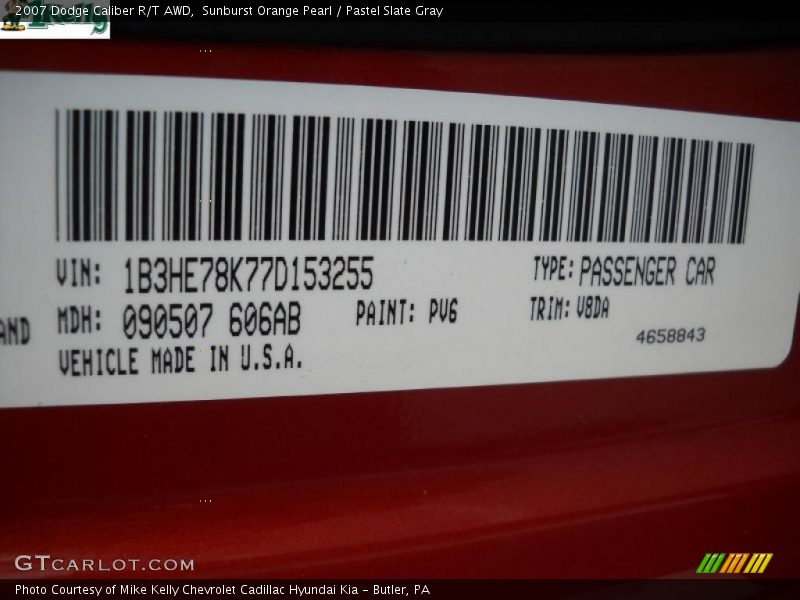 2007 Dodge Caliber R/T AWD, Sunburst Orange Pearl / Pastel Slate Gray
Kelly
VIN: 1B3HE78K77D153255
TYPE: PASSENGER CAR
AND
MDH: 090507 606AB
PAINT: PV6
TRIM: V8DA
VEHICLE MADE IN U.S.A.
4658843
GTCARLOT.COM
Photo Courtesy of Mike Kelly Chevrolet Cadillac Hyundai Kia - Butler, PA